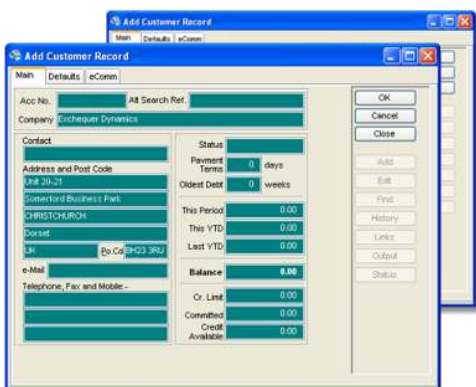 Add Customer Record
Main Defaults eComm
Add Customer Record
Main Defaults eComm
Acc No. Alt Search Ref.
Company Exchequer Dynamics
Contact
Address and Post Code
Unit 20-21
Somerford Business Park
CHRISTCHURCH
Dorset
UK Po.Cd BH23 3RU
e-Mail
Telephone, Fax and Mobile:-
Status
Payment Terms 0 days
Oldest Debt 0 weeks
This Period 0.00
This YTD 0.00
Last YTD 0.00
Balance 0.00
Cr. Limit 0.00
Committed 0.00
Credit Available 0.00
OK
Cancel
Close
Add
Edit
Find
History
Links
Output
Status